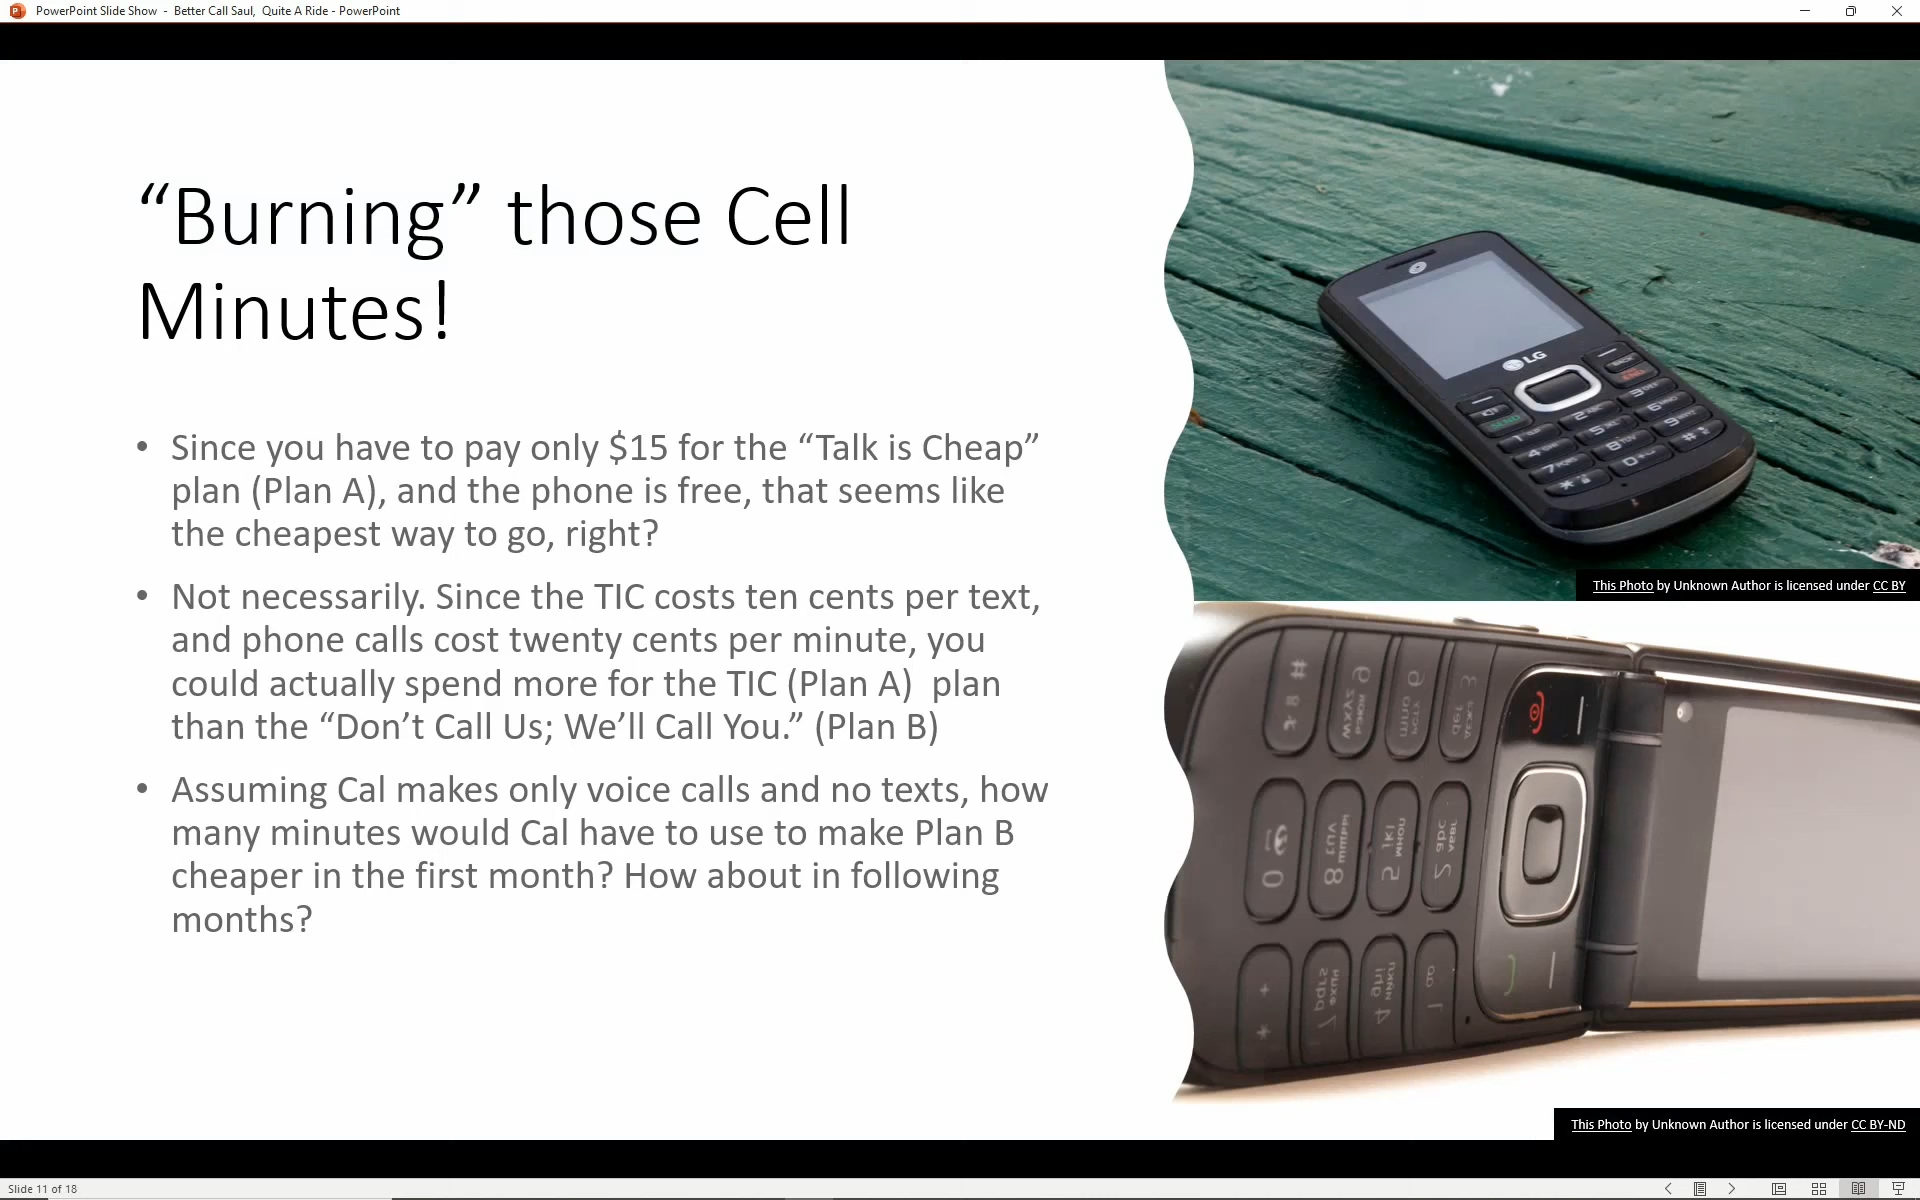 PowerPoint Slide Show - Better Call Saul, Quite A Ride - PowerPoint
“Burning” those Cell
Minutes!
• Since you have to pay only $15 for the “Talk is Cheap”
plan (Plan A), and the phone is free, that seems like
the cheapest way to go, right?
• Not necessarily. Since the TIC costs ten cents per text,
and phone calls cost twenty cents per minute, you
could actually spend more for the TIC (Plan A) plan
than the “Don’t Call Us; We’ll Call You.” (Plan B)
• Assuming Cal makes only voice calls and no texts, how
many minutes would Cal have to use to make Plan B
cheaper in the first month? How about in following
months?
LG
This Photo by Unknown Author is licensed under CC BY
This Photo by Unknown Author is licensed under CC BY-ND
Slide 11 of 18